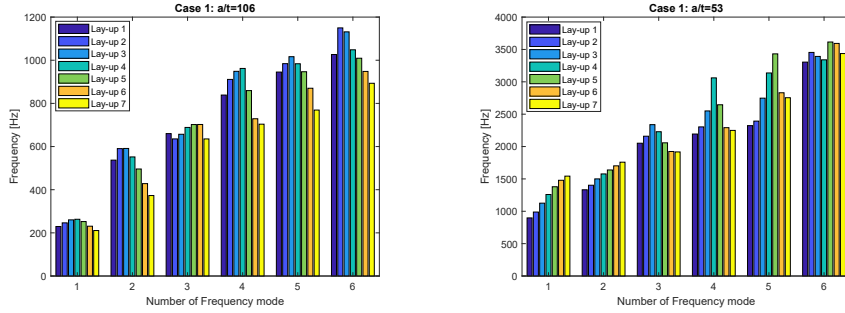 Case 1: a/t=106
1200
1000
800
600
400
200
0
Frequency [Hz]
Lay-up 1
Lay-up 2
Lay-up 3
Lay-up 4
Lay-up 5
Lay-up 6
Lay-up 7
1 2 3 4 5 6
Number of Frequency mode
Case 1: a/t=53
4000
3500
3000
2500
2000
1500
1000
500
0
Frequency [Hz]
Lay-up 1
Lay-up 2
Lay-up 3
Lay-up 4
Lay-up 5
Lay-up 6
Lay-up 7
1 2 3 4 5 6
Number of Frequency mode